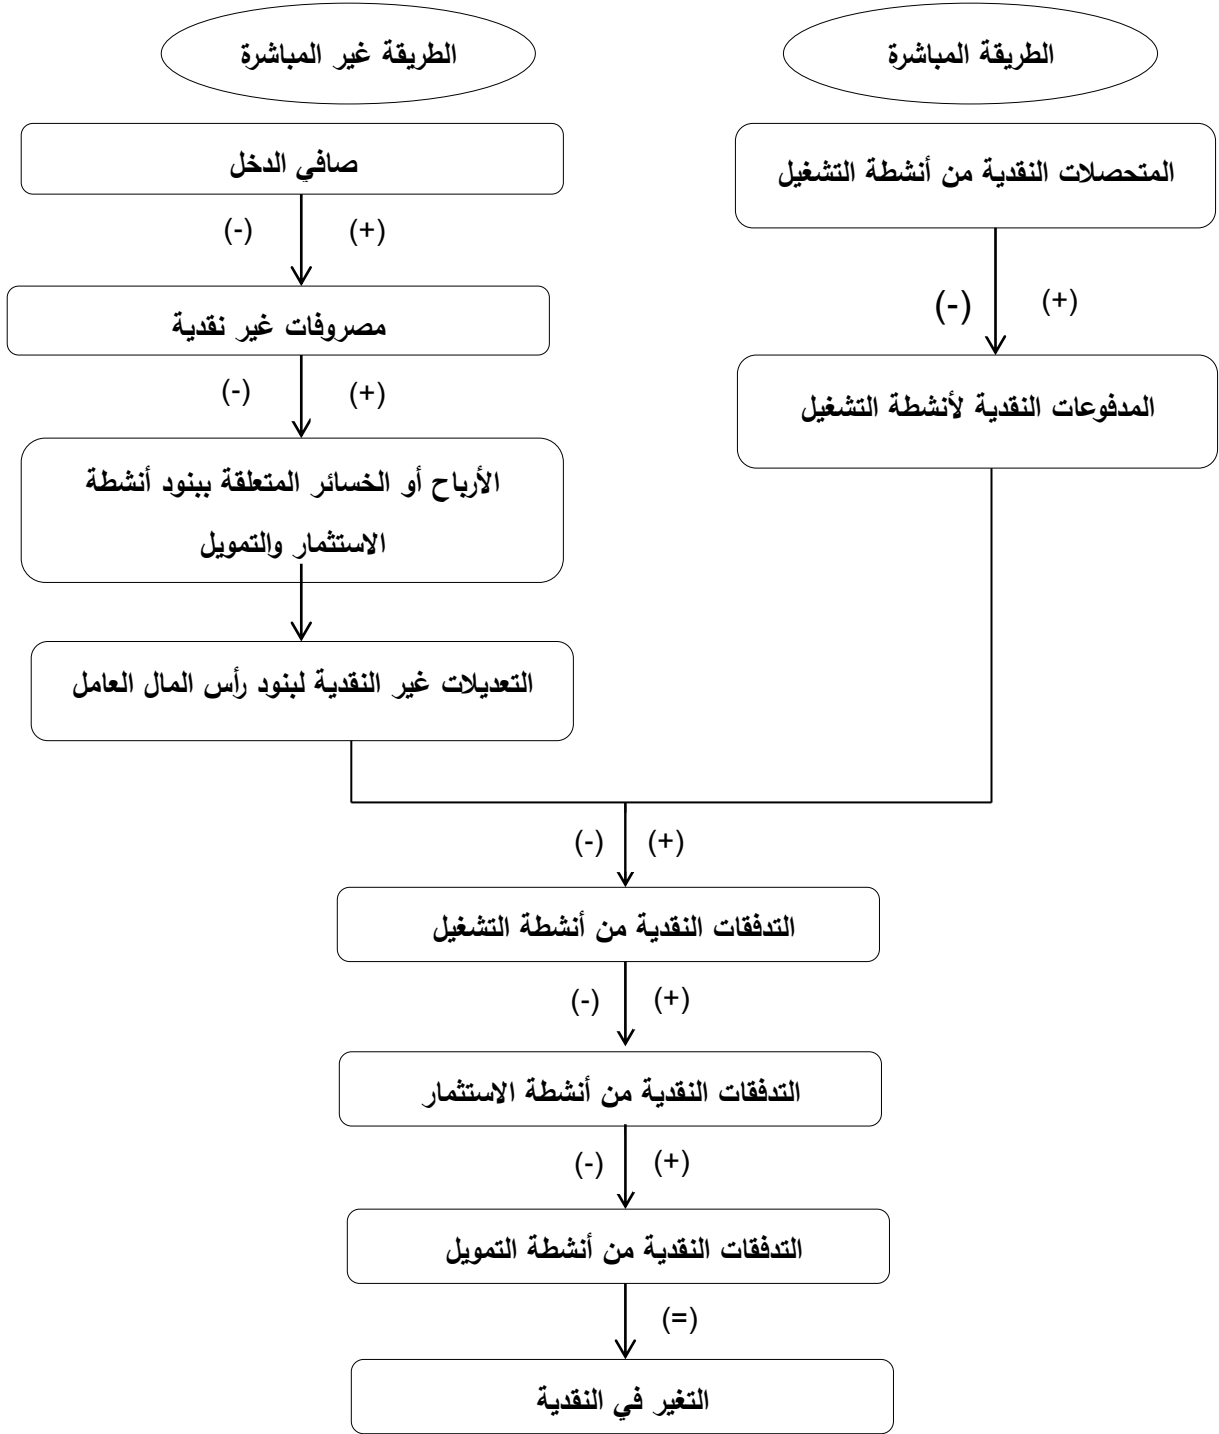 الطريقة المباشرة
الطريقة غير المباشرة
المتحصلات النقدية من أنشطة التشغيل
صافي الدخل
(+)
(-)
(+)
(-)
مصروفات غير نقدية
المدفوعات النقدية لأنشطة التشغيل
(+)
(-)
الأرباح أو الخسائر المتعلقة ببنود أنشطة
الاستثمار والتمويل
التعديلات غير النقدية لبنود رأس المال العامل
(+)
(-)
التدفقات النقدية من أنشطة التشغيل
(+)
(-)
التدفقات النقدية من أنشطة الاستثمار
(+)
(-)
التدفقات النقدية من أنشطة التمويل
(=)
التغير في النقدية